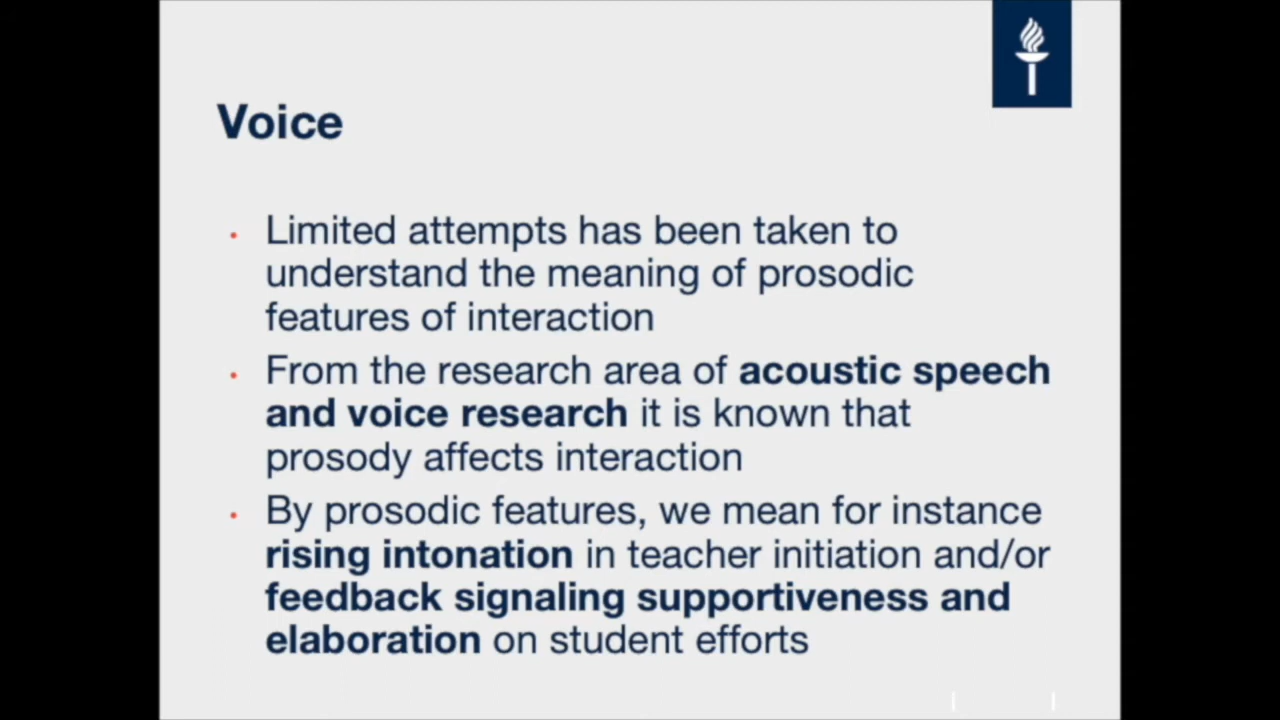 Voice
Limited attempts has been taken to
understand the meaning of prosodic
features of interaction
From the research area of acoustic speech
and voice research it is known that
prosody affects interaction
By prosodic features, we mean for instance
rising intonation in teacher initiation and/or
feedback signaling supportiveness and
elaboration on student efforts